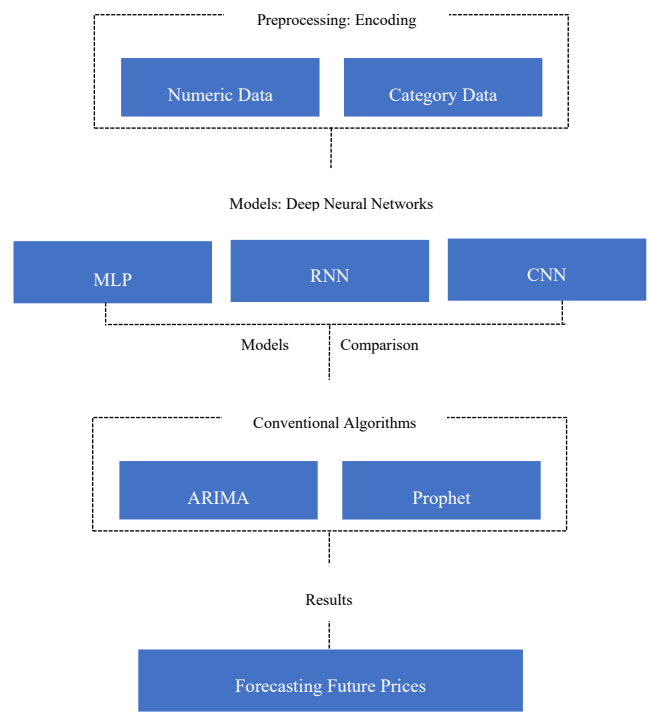 Preprocessing: Encoding
Numeric Data
Category Data
Models: Deep Neural Networks
MLP
RNN
CNN
Models Comparison
Conventional Algorithms
ARIMA
Prophet
Results
Forecasting Future Prices